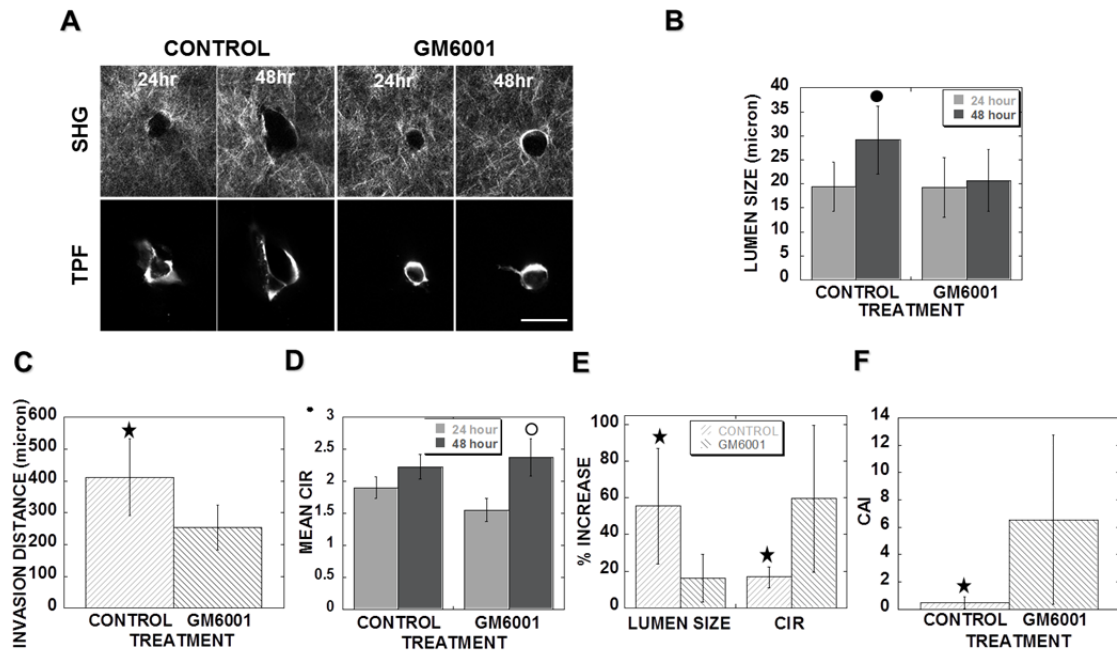 A
CONTROL GM6001
24hr 48hr 24hr 48hr
SHG
TPF
B
LUMEN SIZE (micron)
40
35
30
25
20
15
10
5
0
24 hour
48 hour
CONTROL GM6001
TREATMENT
C
INVASION DISTANCE (micron)
600
500
400
300
200
100
0
CONTROL GM6001
TREATMENT
D
MEAN CIR
3
2.5
2
1.5
1
0.5
0
24 hour
48 hour
CONTROL GM6001
TREATMENT
E
% INCREASE
100
80
60
40
20
0
CONTROL
GM6001
LUMEN SIZE CIR
F
CAI
14
12
10
8
6
4
2
0
CONTROL GM6001
TREATMENT